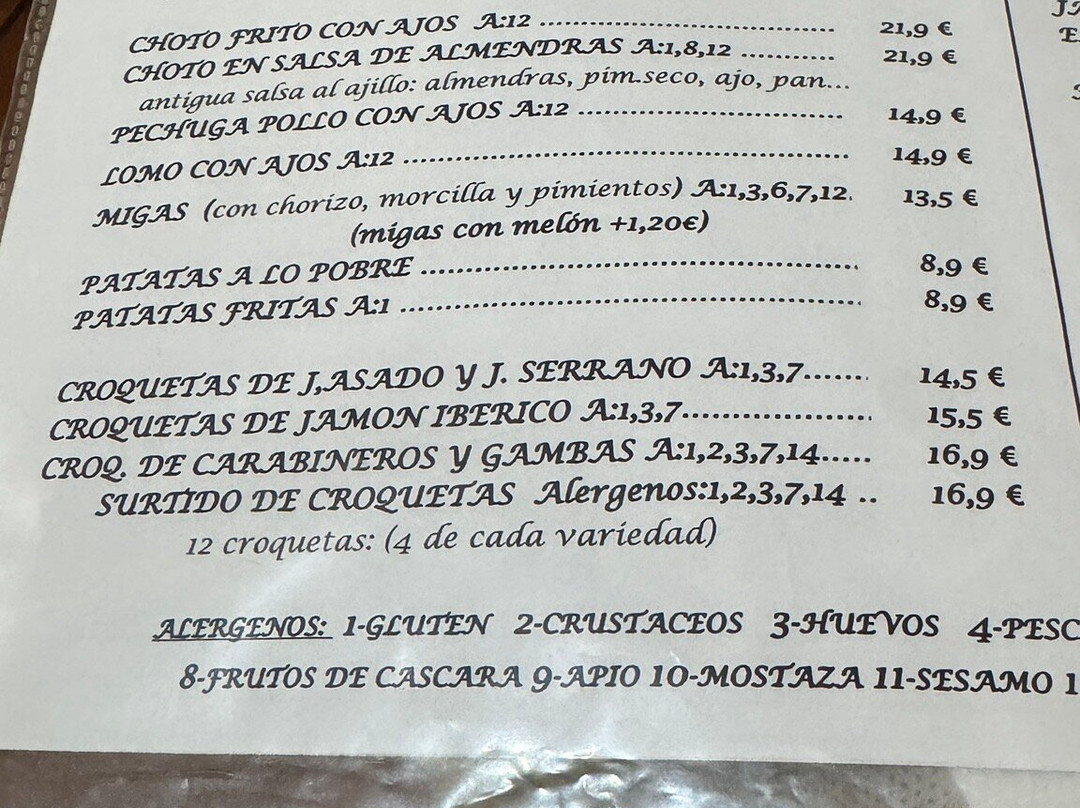 CHOTO FRITO CON AJOS A:12 ........................ 21,9 €
CHOTO EN SALSA DE ALMENDRAS A:1,8,12 ............ 21,9 €
antigua salsa al ajillo: almendras, pim.seco, ajo, pan...
PECHUGA POLLO CON AJOS A:12 ........................ 14,9 €
LOMO CON AJOS A:12 ........................ 14,9 €
MIGAS (con chorizo, morcilla y pimientos) A:1,3,6,7,12. 13,5 €
(migas con melón +1,20€)
PATATAS A LO POBRE ........................ 8,9 €
PATATAS FRITAS A:1 ........................ 8,9 €
CROQUETAS DE J,ASADO Y J. SERRANO A:1,3,7....... 14,5 €
CROQUETAS DE JAMON IBERICO A:1,3,7.................. 15,5 €
CROQ. DE CARABINEROS Y GAMBAS A:1,2,3,7,14..... 16,9 €
SURTIDO DE CROQUETAS Alergenos:1,2,3,7,14 .. 16,9 €
12 croquetas: (4 de cada variedad)
ALERGENOS: 1-GLUTEN 2-CRUSTACEOS 3-HUEVOS 4-PESC
8-FRUTOS DE CASCARA 9-APIO 10-MOSTAZA 11-SESAMO 1